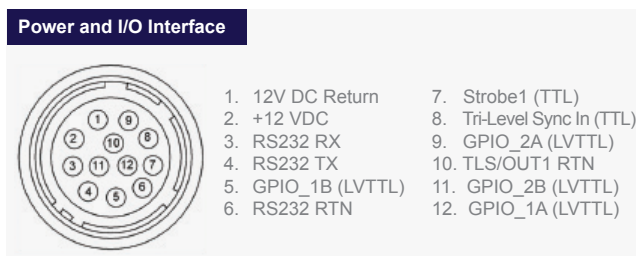 Power and I/O Interface
1 9
2 10 8
3 11 12 7
4 5 6
1. 12V DC Return
2. +12 VDC
3. RS232 RX
4. RS232 TX
5. GPIO_1B (LVTTL)
6. RS232 RTN
7. Strobe1 (TTL)
8. Tri-Level Sync In (TTL)
9. GPIO_2A (LVTTL)
10. TLS/OUT1 RTN
11. GPIO_2B (LVTTL)
12. GPIO_1A (LVTTL)